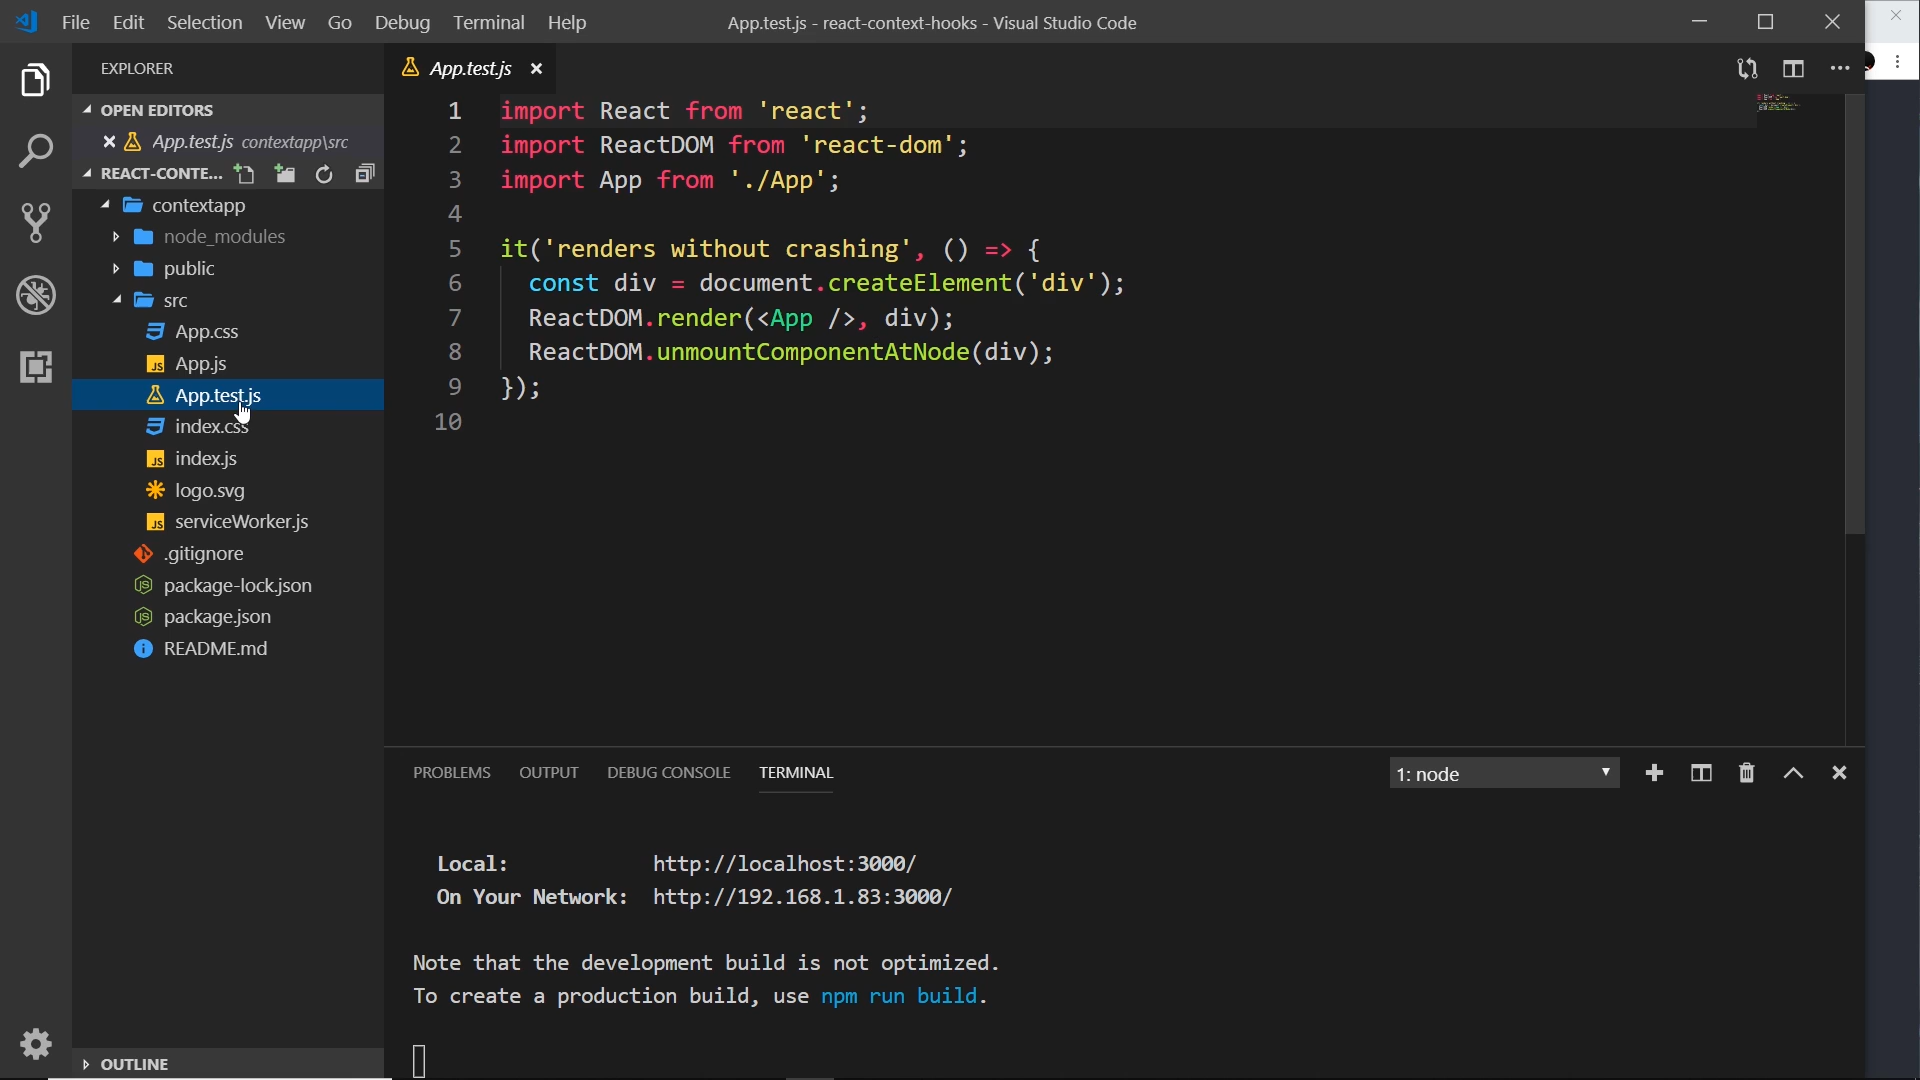 File Edit Selection View Go Debug Terminal Help
App.test.js - react-context-hooks - Visual Studio Code
EXPLORER
OPEN EDITORS
App.test.js contextapp\src
REACT-CONTE...
contextapp
node_modules
public
src
App.css
App.js
App.test.js
index.css
index.js
logo.svg
serviceWorker.js
.gitignore
package-lock.json
package.json
README.md
OUTLINE
App.test.js
1 import React from 'react';
2 import ReactDOM from 'react-dom';
3 import App from './App';
4
5 it('renders without crashing', () => {
6 const div = document.createElement('div');
7 ReactDOM.render(<App />, div);
8 ReactDOM.unmountComponentAtNode(div);
9 });
10
PROBLEMS OUTPUT DEBUG CONSOLE TERMINAL
1: node
Local: http://localhost:3000/
On Your Network: http://192.168.1.83:3000/
Note that the development build is not optimized.
To create a production build, use npm run build.